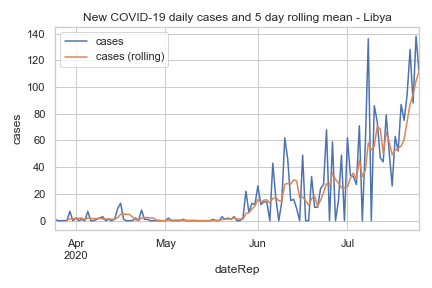 New COVID-19 daily cases and 5 day rolling mean - Libya
cases
cases (rolling)
140
120
100
80
60
40
20
0
cases
Apr
2020
May
Jun
Jul
dateRep